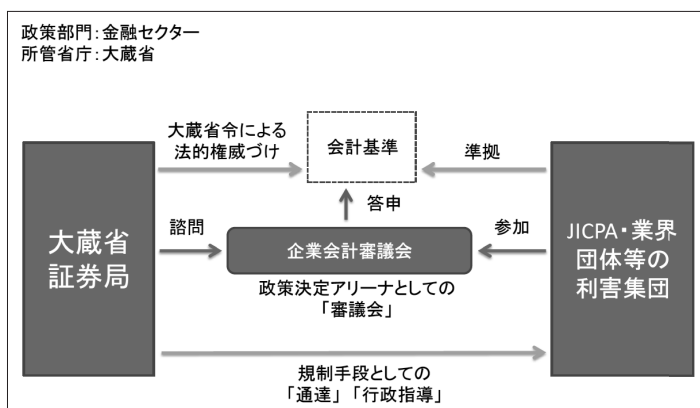 政策部門:金融セクター
所管省庁:大蔵省
大蔵省令による
法的権威づけ
会計基準
準拠
答申
大蔵省
証券局
諮問
企業会計審議会
参加
JICPA・業界
団体等の
利害集団
政策決定アリーナとしての
「審議会」
規制手段としての
「通達」「行政指導」